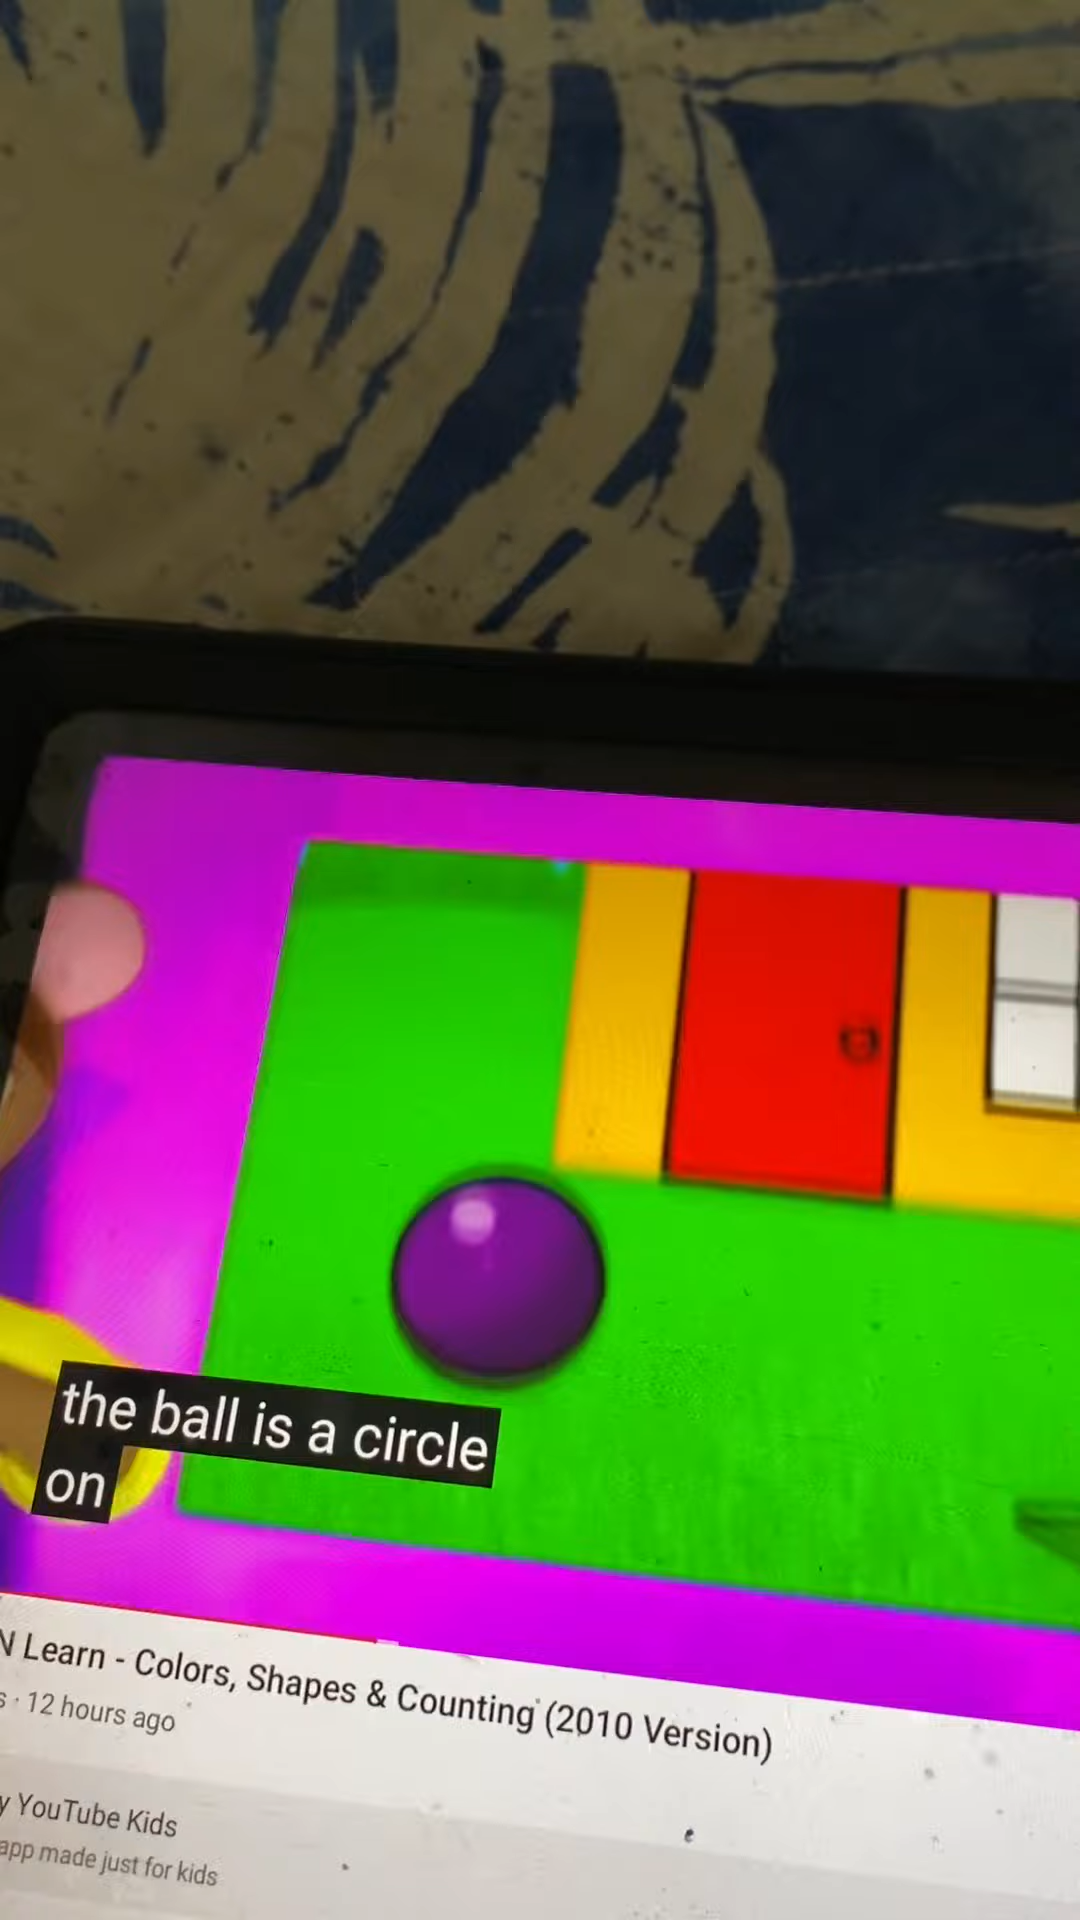 the ball is a circle
on
Learn - Colors, Shapes & Counting (2010 Version)
12 hours ago
YouTube Kids
app made just for kids